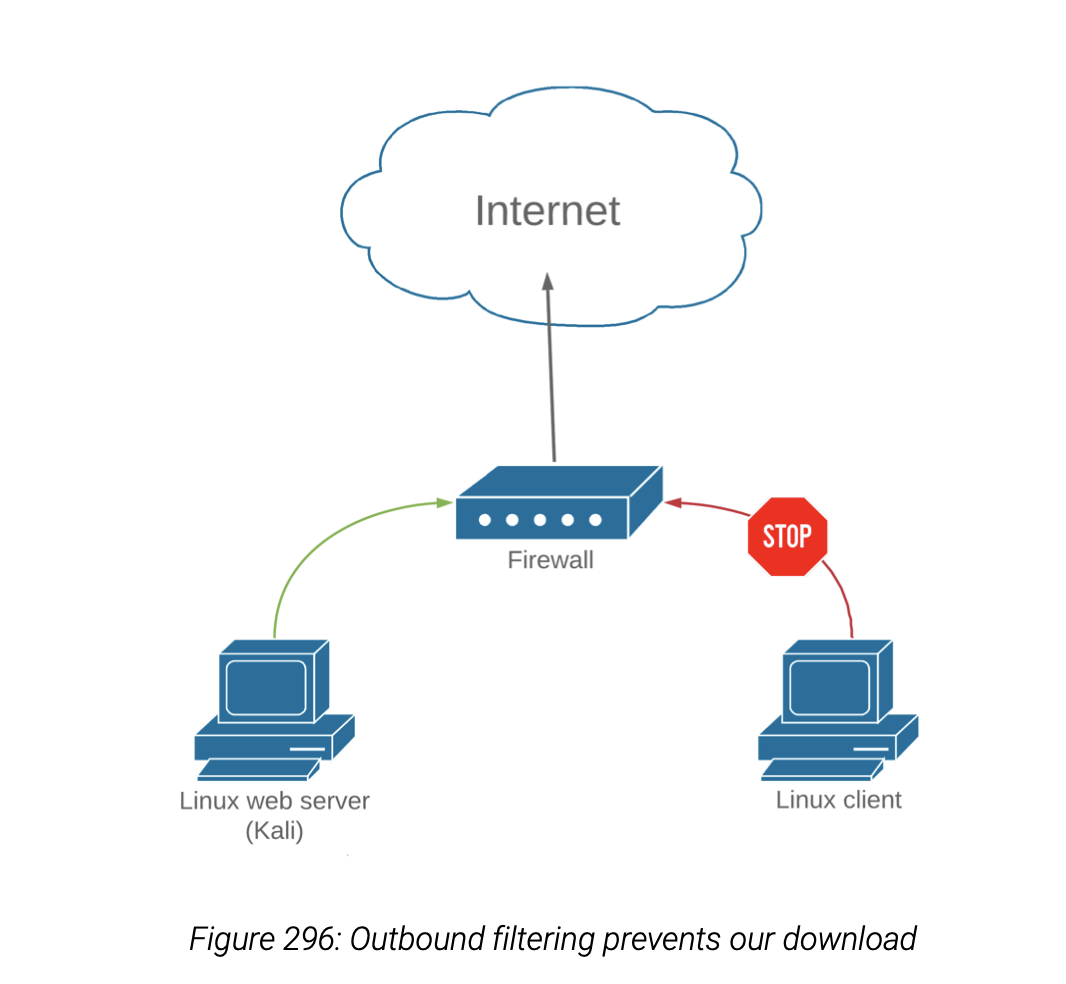 Internet
Firewall
STOP
Linux web server
(Kali)
Linux client
Figure 296: Outbound filtering prevents our download